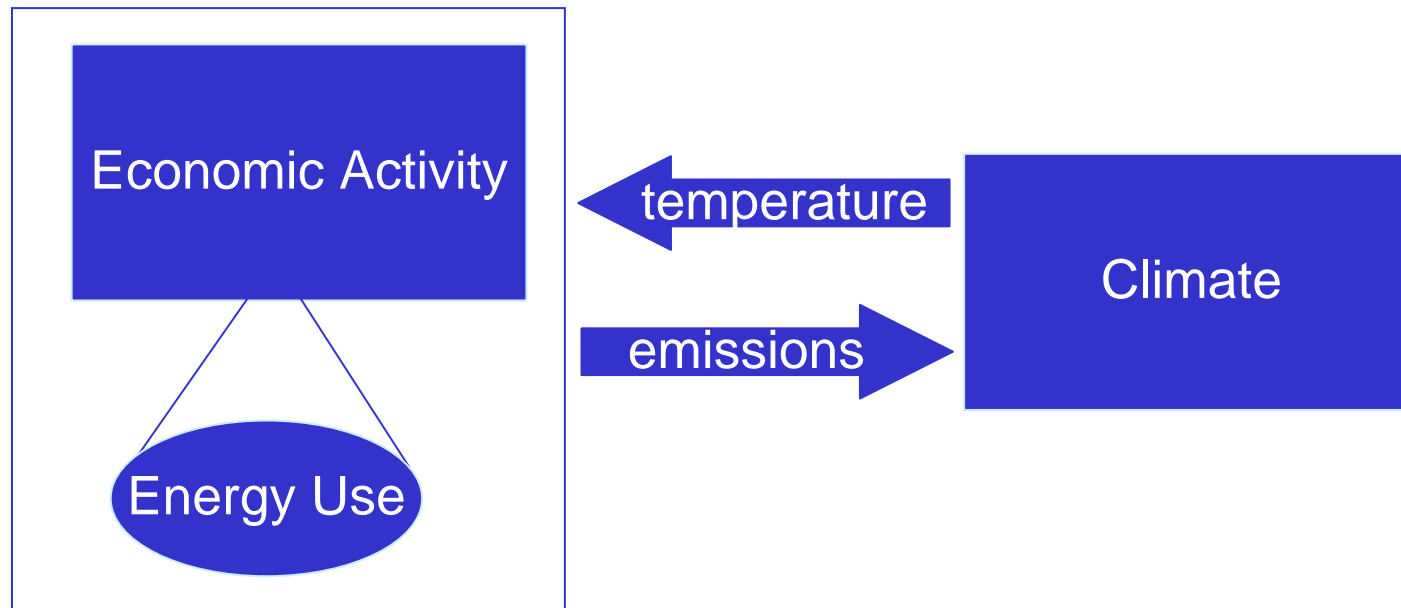 Economic Activity
temperature
Climate
emissions
Energy Use